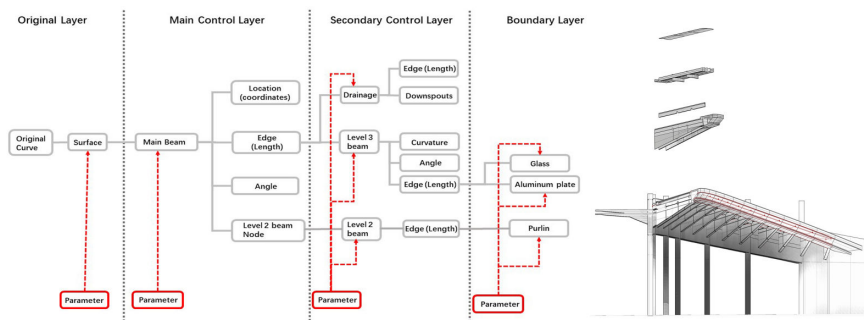 Original Layer
Main Control Layer
Secondary Control Layer
Boundary Layer
Original
Curve
Surface
Main Beam
Location
(coordinates)
Edge
(Length)
Angle
Level 2 beam
Node
Drainage
Edge (Length)
Downspouts
Level 3
beam
Curvature
Angle
Edge (Length)
Level 2
beam
Edge (Length)
Glass
Aluminum plate
Purlin
Parameter
Parameter
Parameter
Parameter